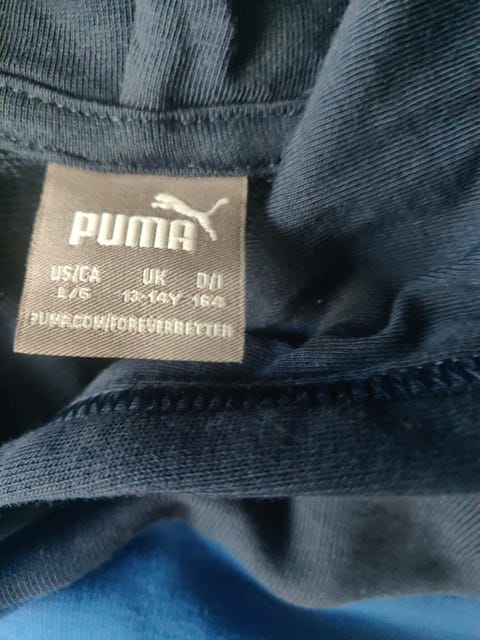 PUMA
US/CA UK D/I
L/G 13-14Y 164
PUMA.COM/FOREVERBETTER